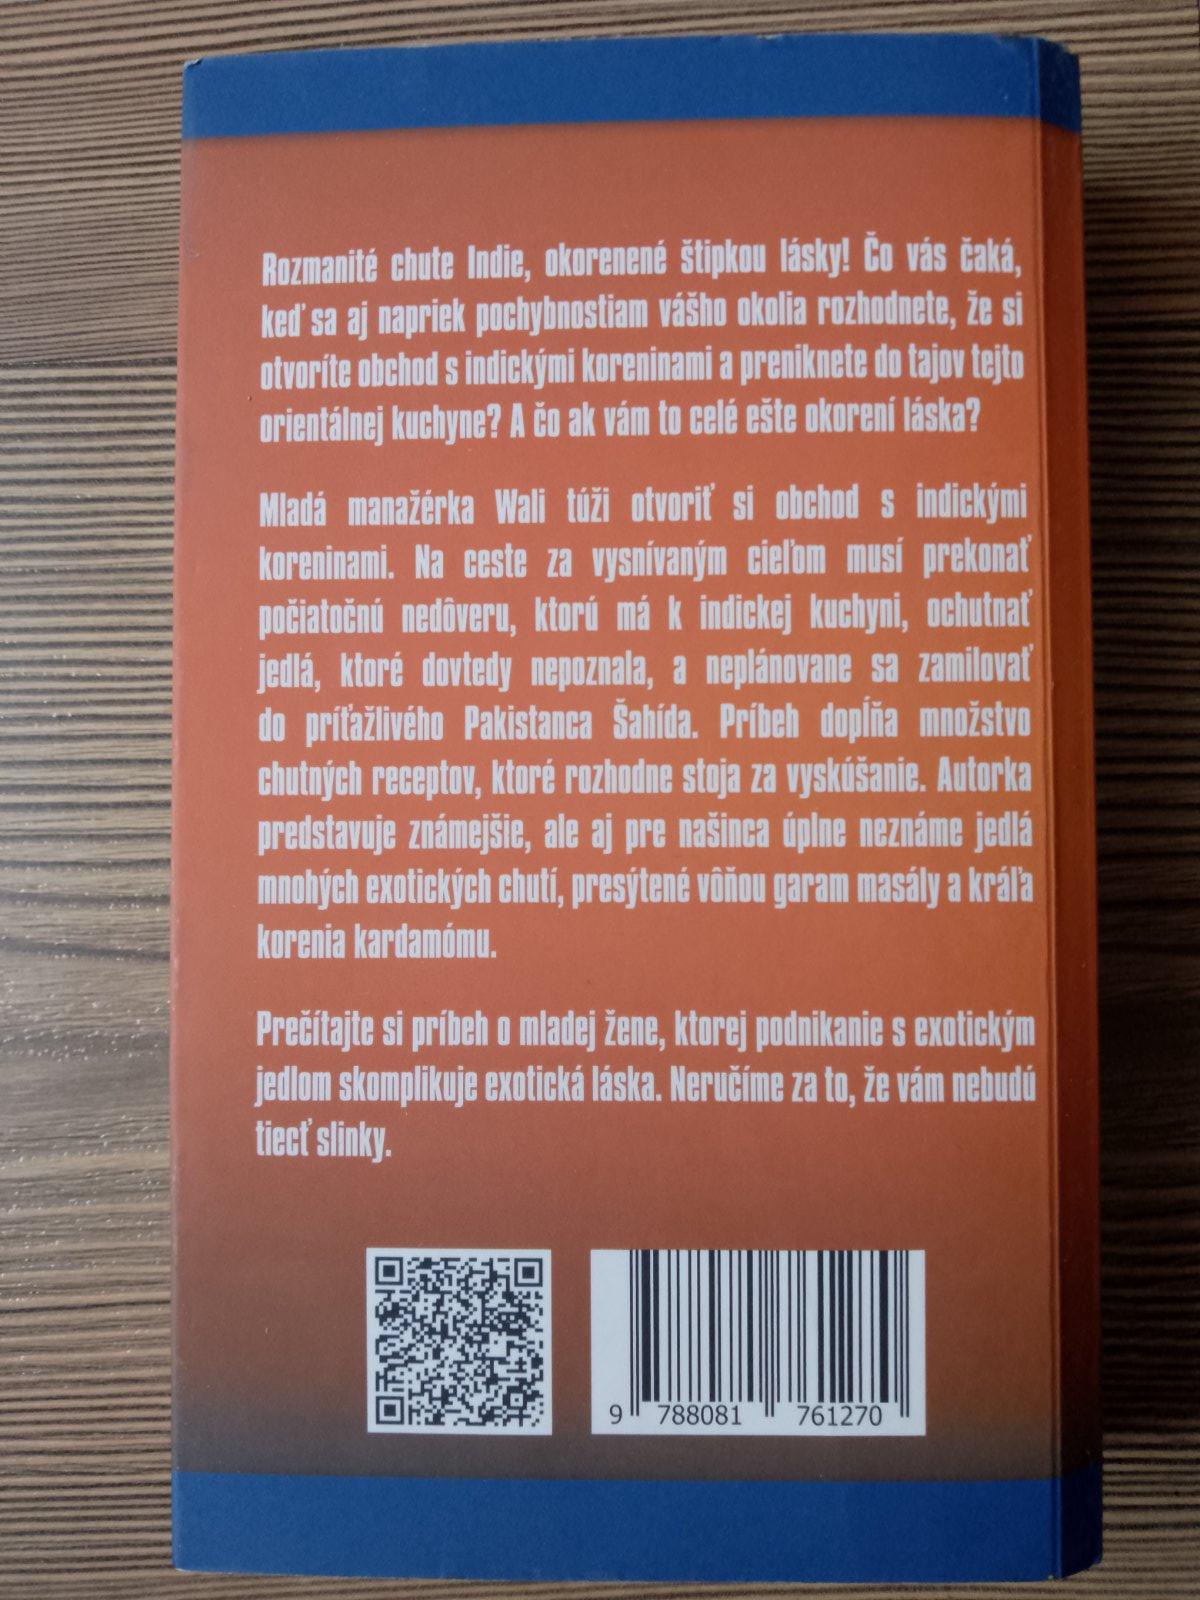 Rozmanité chute Indie, okorenené štipkou lásky! Čo vás čaká,
keď sa aj napriek pochybnostiam vášho okolia rozhodnete, že si
otvoríte obchod s indickými koreninami a preniknete do tajov tejto
orientálnej kuchyne? A čo ak vám to celé ešte okorení láska?
Mladá manažérka Wali túži otvoriť si obchod s indickými
koreninami. Na ceste za vysnívaným cieľom musí prekonať
počiatočnú nedôveru, ktorú má k indickej kuchyni, ochutnať
jedlá, ktoré dovtedy nepoznala, a neplánovane sa zamilovať
do príťažlivého Pakistanca Šahída. Príbeh dopĺňa množstvo
chutných receptov, ktoré rozhodne stoja za vyskúšanie. Autorka
predstavuje známejšie, ale aj pre našinca úplne neznáme jedlá
mnohých exotických chutí, presýtené vôňou garam masály a kráľa
korenia kardamómu.
Prečítajte si príbeh o mladej žene, ktorej podnikanie s exotickým
jedlom skomplikuje exotická láska. Neručíme za to, že vám nebudú
tiecť slinky.
9 788081 761270